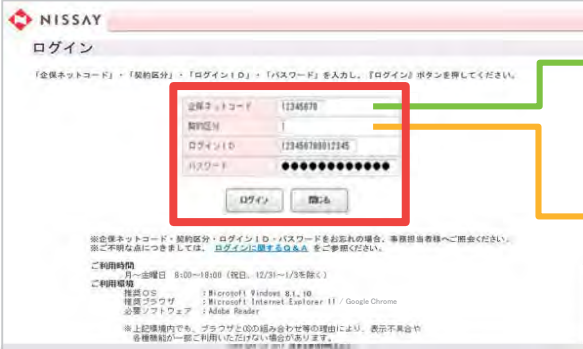 NISSAY
ログイン
「企保ネットコード」・「契約区分」・「ログインID」・「パスワード」を入力し、『ログイン』ボタンを押してください。
企保ネットコード 12345678
契約区分 1
ログインID 123456789012345
パスワード ●●●●●●●●●●●●
ログイン 閉じる
※企保ネットコード・契約区分・ログインID・パスワードをお忘れの場合、事務担当者様へご照会ください。
※ご不明な点につきましては、ログインに関するQ&Aをご参照ください。
ご利用時間
月～金曜日 8:00～18:00（祝日、12/31～1/3を除く）
ご利用環境
推奨OS ：Microsoft Windows 8.1, 10
推奨ブラウザ ：Microsoft Internet Explorer 11 / Google Chrome
必要ソフトウェア ：Adobe Reader
※上記環境内でも、ブラウザとOSの組み合わせ等の理由により、表示不具合や
各種機能が一部ご利用いただけない場合があります。